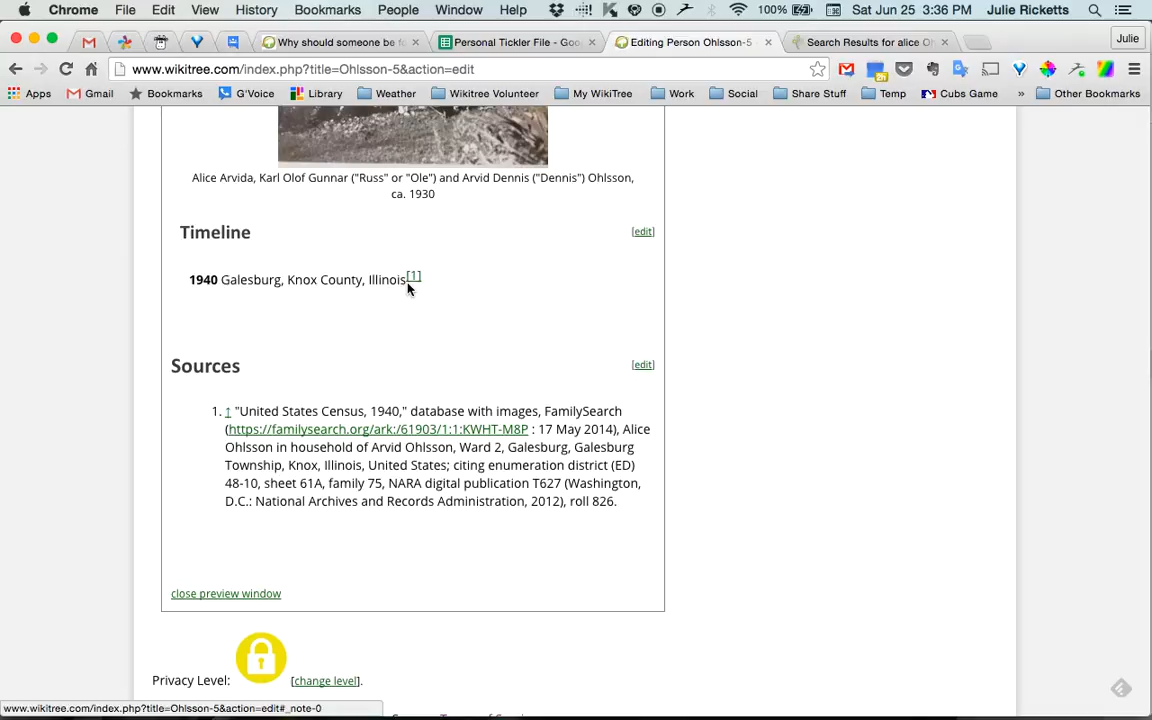 Chrome File Edit View History Bookmarks People Window Help 100% Sat Jun 25 3:36 PM Julie Ricketts
Why should someone be fo Personal Tickler File - Goo Editing Person Ohlsson-5 Search Results for alice O Julie
www.wikitree.com/index.php?title=Ohlsson-5&action=edit
Apps Gmail Bookmarks G'Voice Library Weather Wikitree Volunteer My WikiTree Work Social Share Stuff Temp Cubs Game » Other Bookmarks
Alice Arvida, Karl Olof Gunnar ("Russ" or "Ole") and Arvid Dennis ("Dennis") Ohlsson,
ca. 1930
Timeline [edit]
1940 Galesburg, Knox County, Illinois[1]
Sources [edit]
1. ↑ "United States Census, 1940," database with images, FamilySearch
(https://familysearch.org/ark:/61903/1:1:KWHT-M8P : 17 May 2014), Alice
Ohlsson in household of Arvid Ohlsson, Ward 2, Galesburg, Galesburg
Township, Knox, Illinois, United States; citing enumeration district (ED)
48-10, sheet 61A, family 75, NARA digital publication T627 (Washington,
D.C.: National Archives and Records Administration, 2012), roll 826.
close preview window
Privacy Level: [change level].
www.wikitree.com/index.php?title=Ohlsson-5&action=edit#_note-0